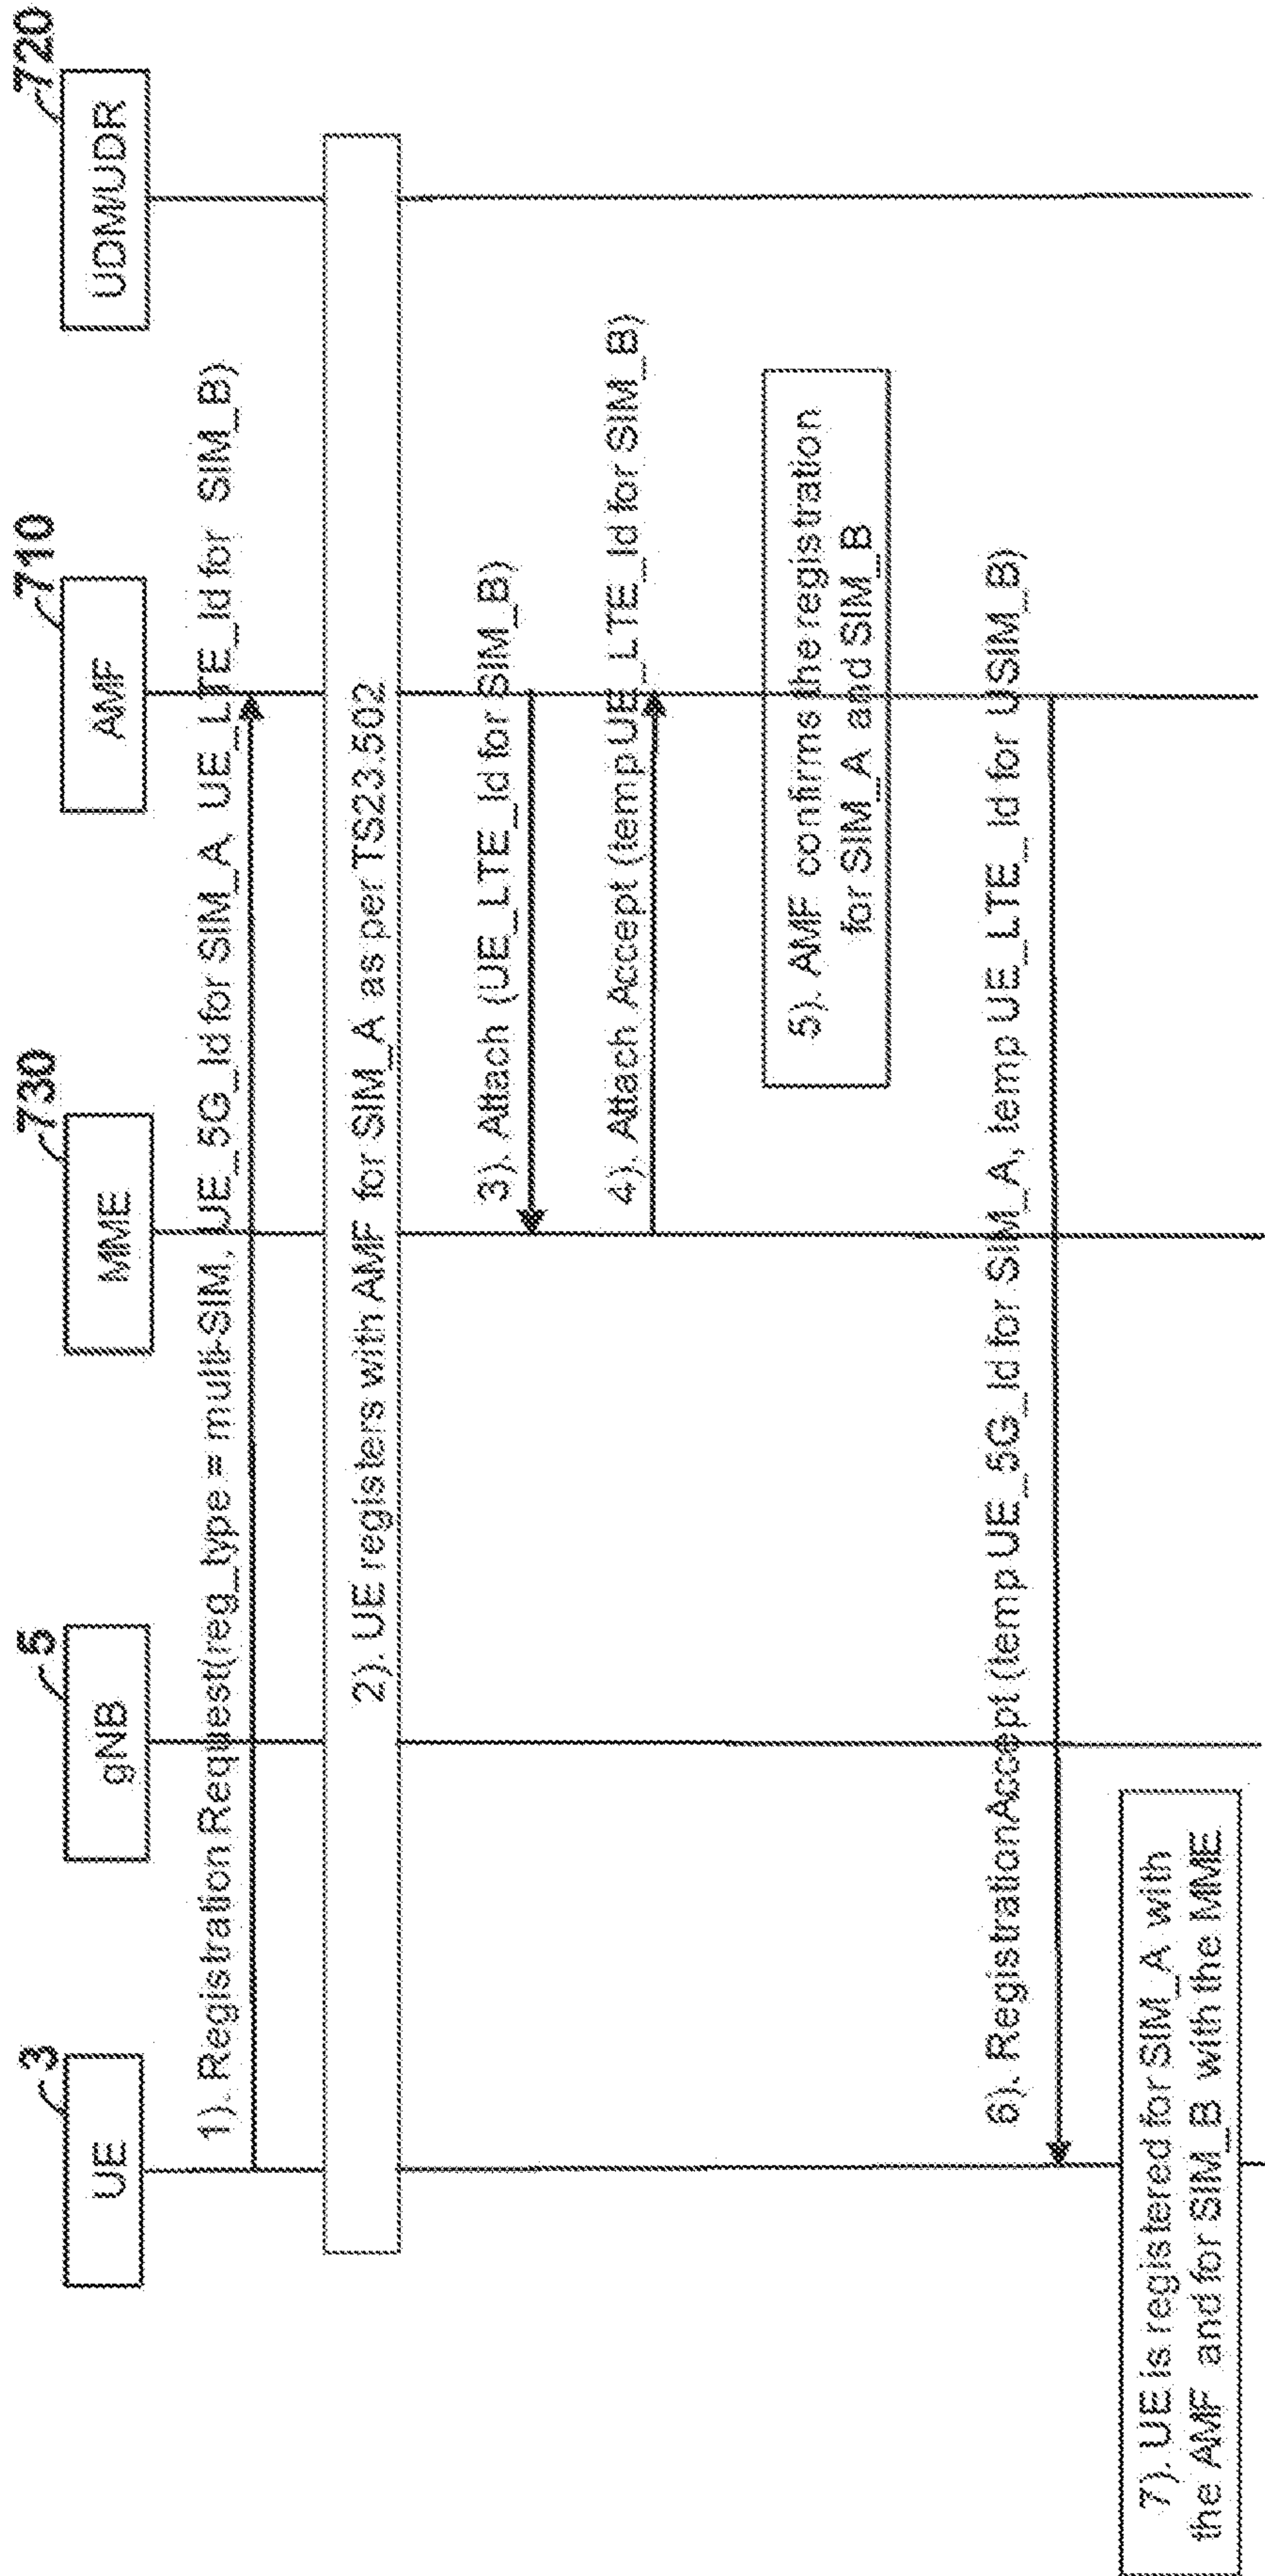 UE 3
gNB 5
MME 730
AMF 710
UDM/UDR 720
1). Registration Request(reg_type = multi-SIM, UE_5G_Id for SIM_A, UE_LTE_Id for SIM_B)
2). UE registers with AMF for SIM_A as per TS23.502
3). Attach (UE_LTE_Id for SIM_B)
4). Attach Accept (temp UE_LTE_Id for SIM_B)
5). AMF confirms the registration
for SIM_A and SIM_B
6). RegistrationAccept (temp UE_5G_Id for SIM_A, temp UE_LTE_Id for USIM_B)
7). UE is registered for SIM_A with
the AMF and for SIM_B with the MME